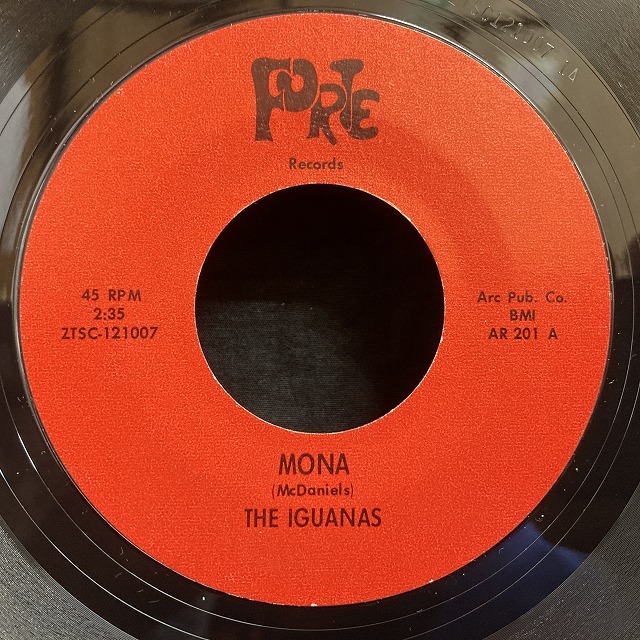 FORTE
Records
45 RPM
2:35
ZTSC-121007
Arc Pub. Co.
BMI
AR 201 A
MONA
(McDaniels)
THE IGUANAS